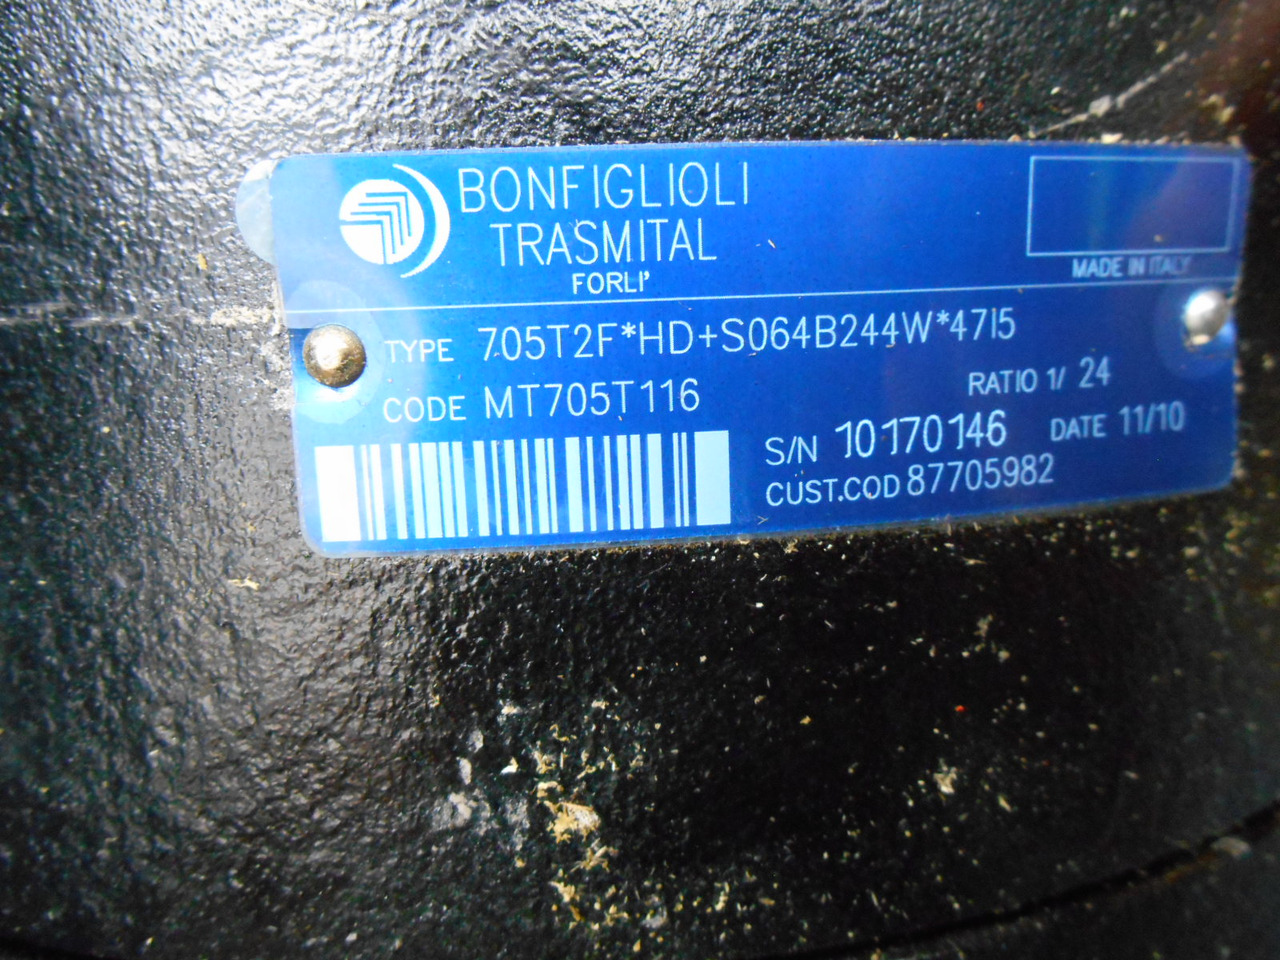 BONFIGLIOLI
TRASMITAL
FORLI'
MADE IN ITALY
TYPE 705T2F*HD+S064B244W*47I5
RATIO 1/ 24
CODE MT705T116
S/N 10170146 DATE 11/10
CUST.COD 87705982